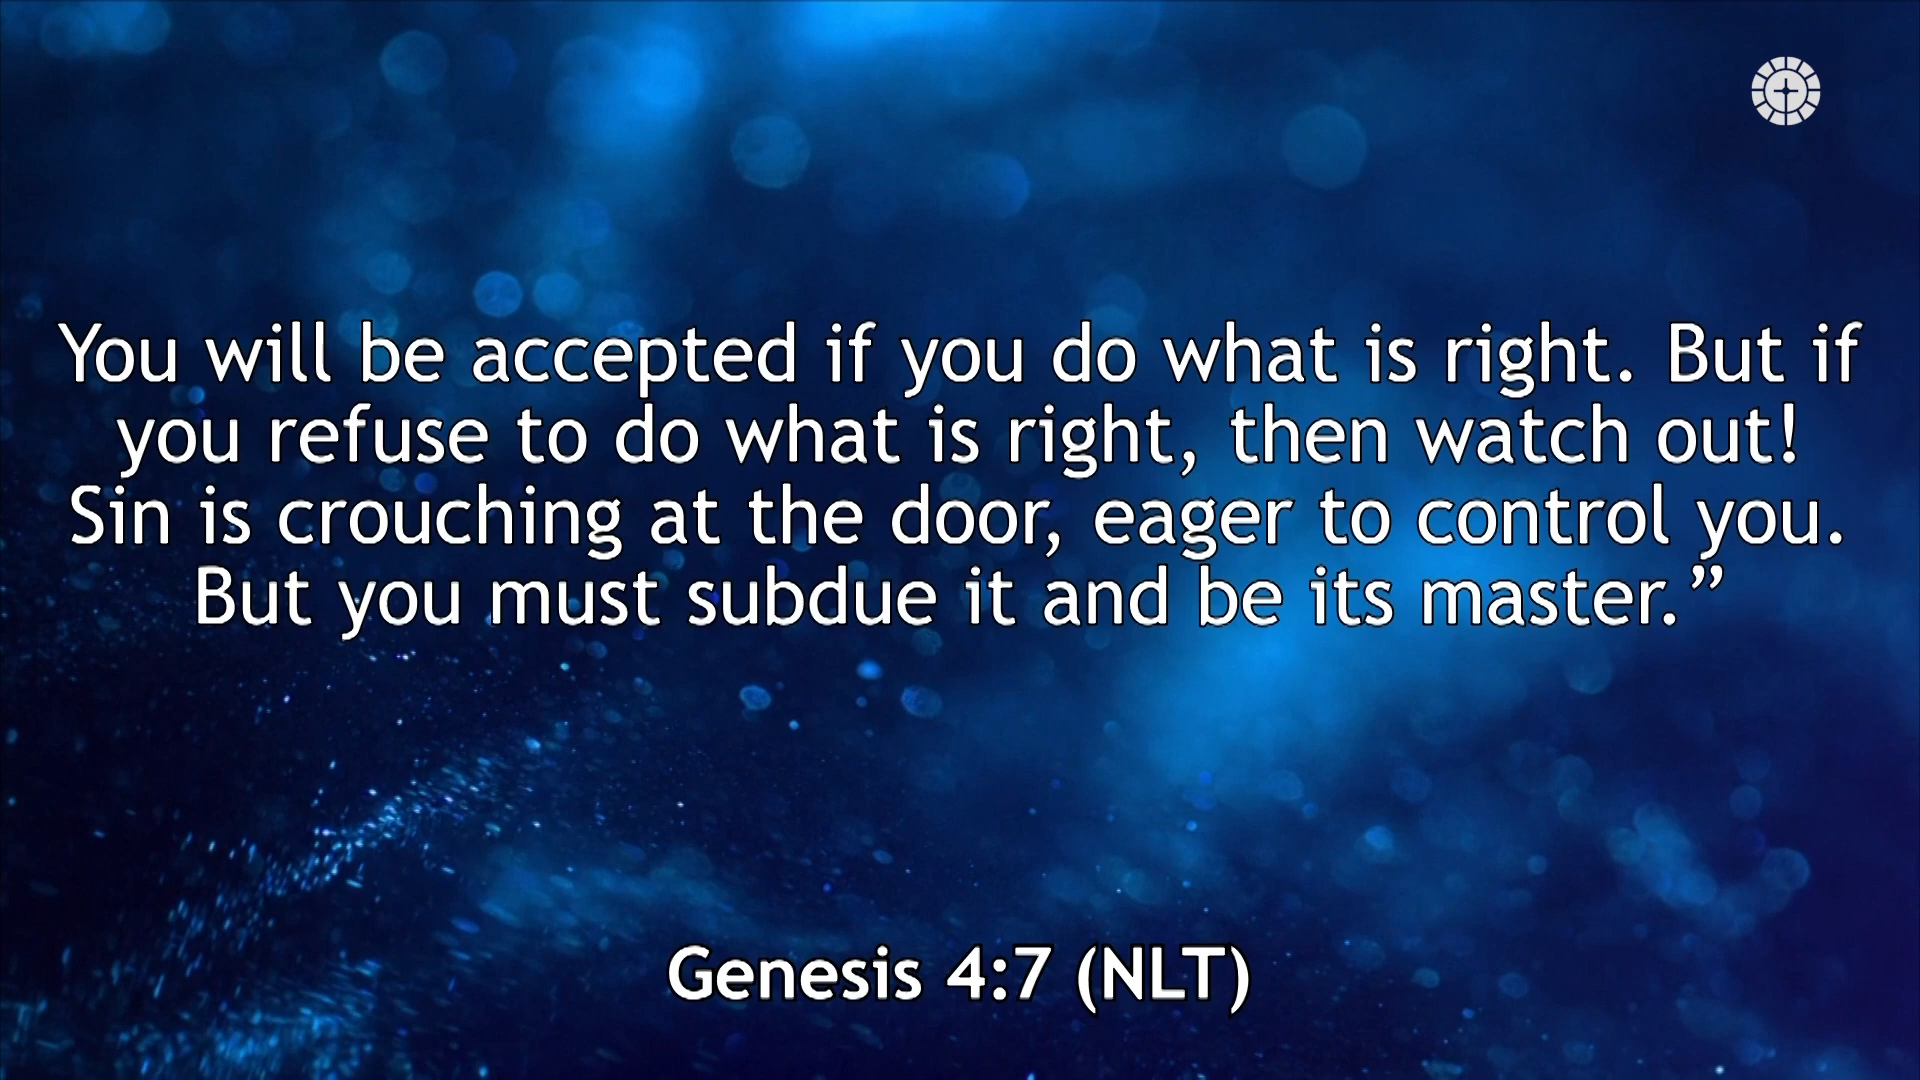 You will be accepted if you do what is right. But if
you refuse to do what is right, then watch out!
Sin is crouching at the door, eager to control you.
But you must subdue it and be its master.”
Genesis 4:7 (NLT)